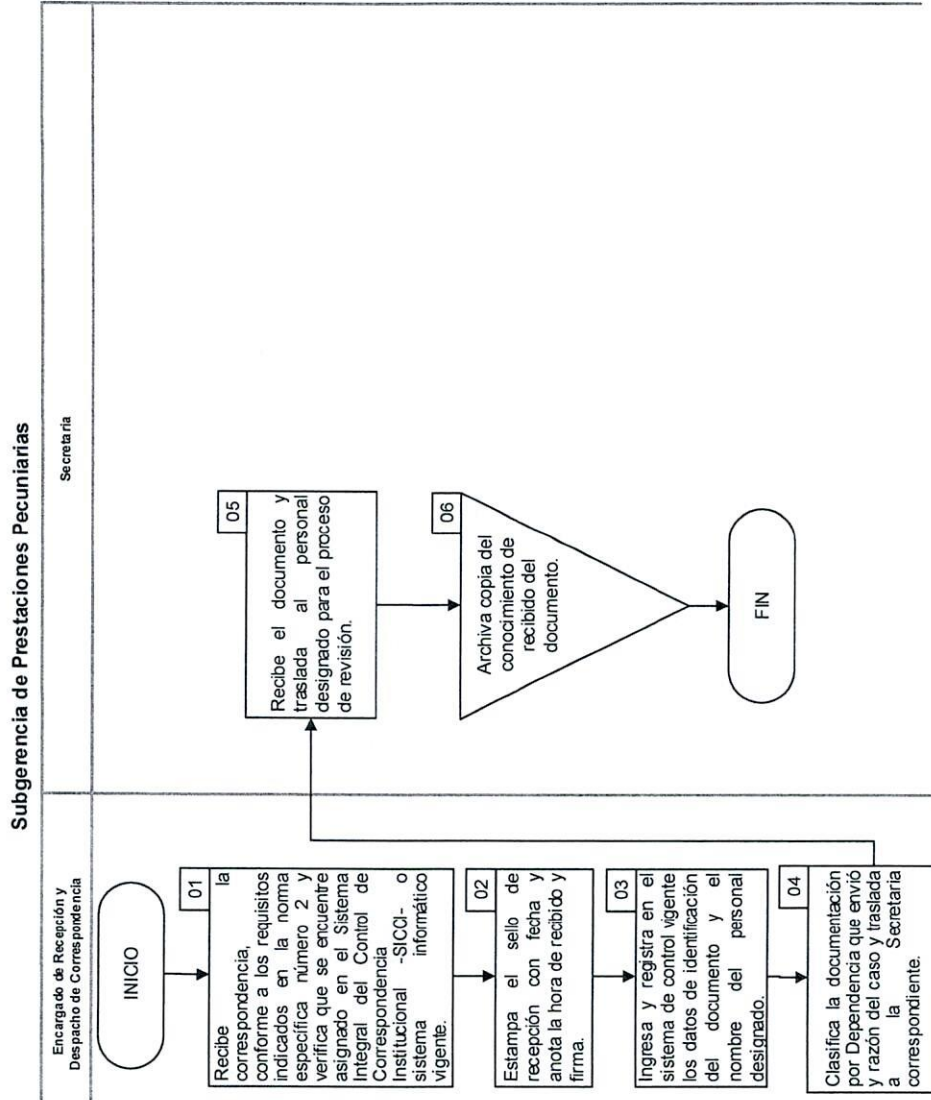 Subgerencia de Prestaciones Pecuniarias
Encargado de Recepción y
Despacho de Correspondencia
Secretaria
INICIO
01
Recibe la
correspondencia,
conforme a los requisitos
indicados en la norma
específica número 2 y
verifica que se encuentre
asignado en el Sistema
Integral del Control de
Correspondencia
Institucional -SICCI- o
sistema informático
vigente.
02
Estampa el sello de
recepción con fecha y
anota la hora de recibido y
firma.
03
Ingresa y registra en el
sistema de control vigente
los datos de identificación
del documento y el
nombre del personal
designado.
04
Clasifica la documentación
por Dependencia que envió
y razón del caso y traslada
a la Secretaria
correspondiente.
05
Recibe el documento y
traslada al personal
designado para el proceso
de revisión.
06
Archiva copia del
conocimiento de
recibido del
documento.
FIN